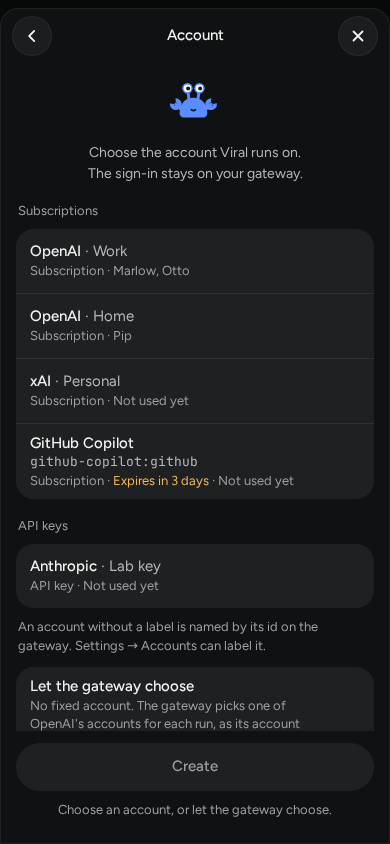 Account
Choose the account Viral runs on.
The sign-in stays on your gateway.
Subscriptions
OpenAI · Work
Subscription · Marlow, Otto
OpenAI · Home
Subscription · Pip
xAI · Personal
Subscription · Not used yet
GitHub Copilot
github-copilot:github
Subscription · Expires in 3 days · Not used yet
API keys
Anthropic · Lab key
API key · Not used yet
An account without a label is named by its id on the
gateway. Settings → Accounts can label it.
Let the gateway choose
No fixed account. The gateway picks one of
OpenAI's accounts for each run, as its account
Create
Choose an account, or let the gateway choose.